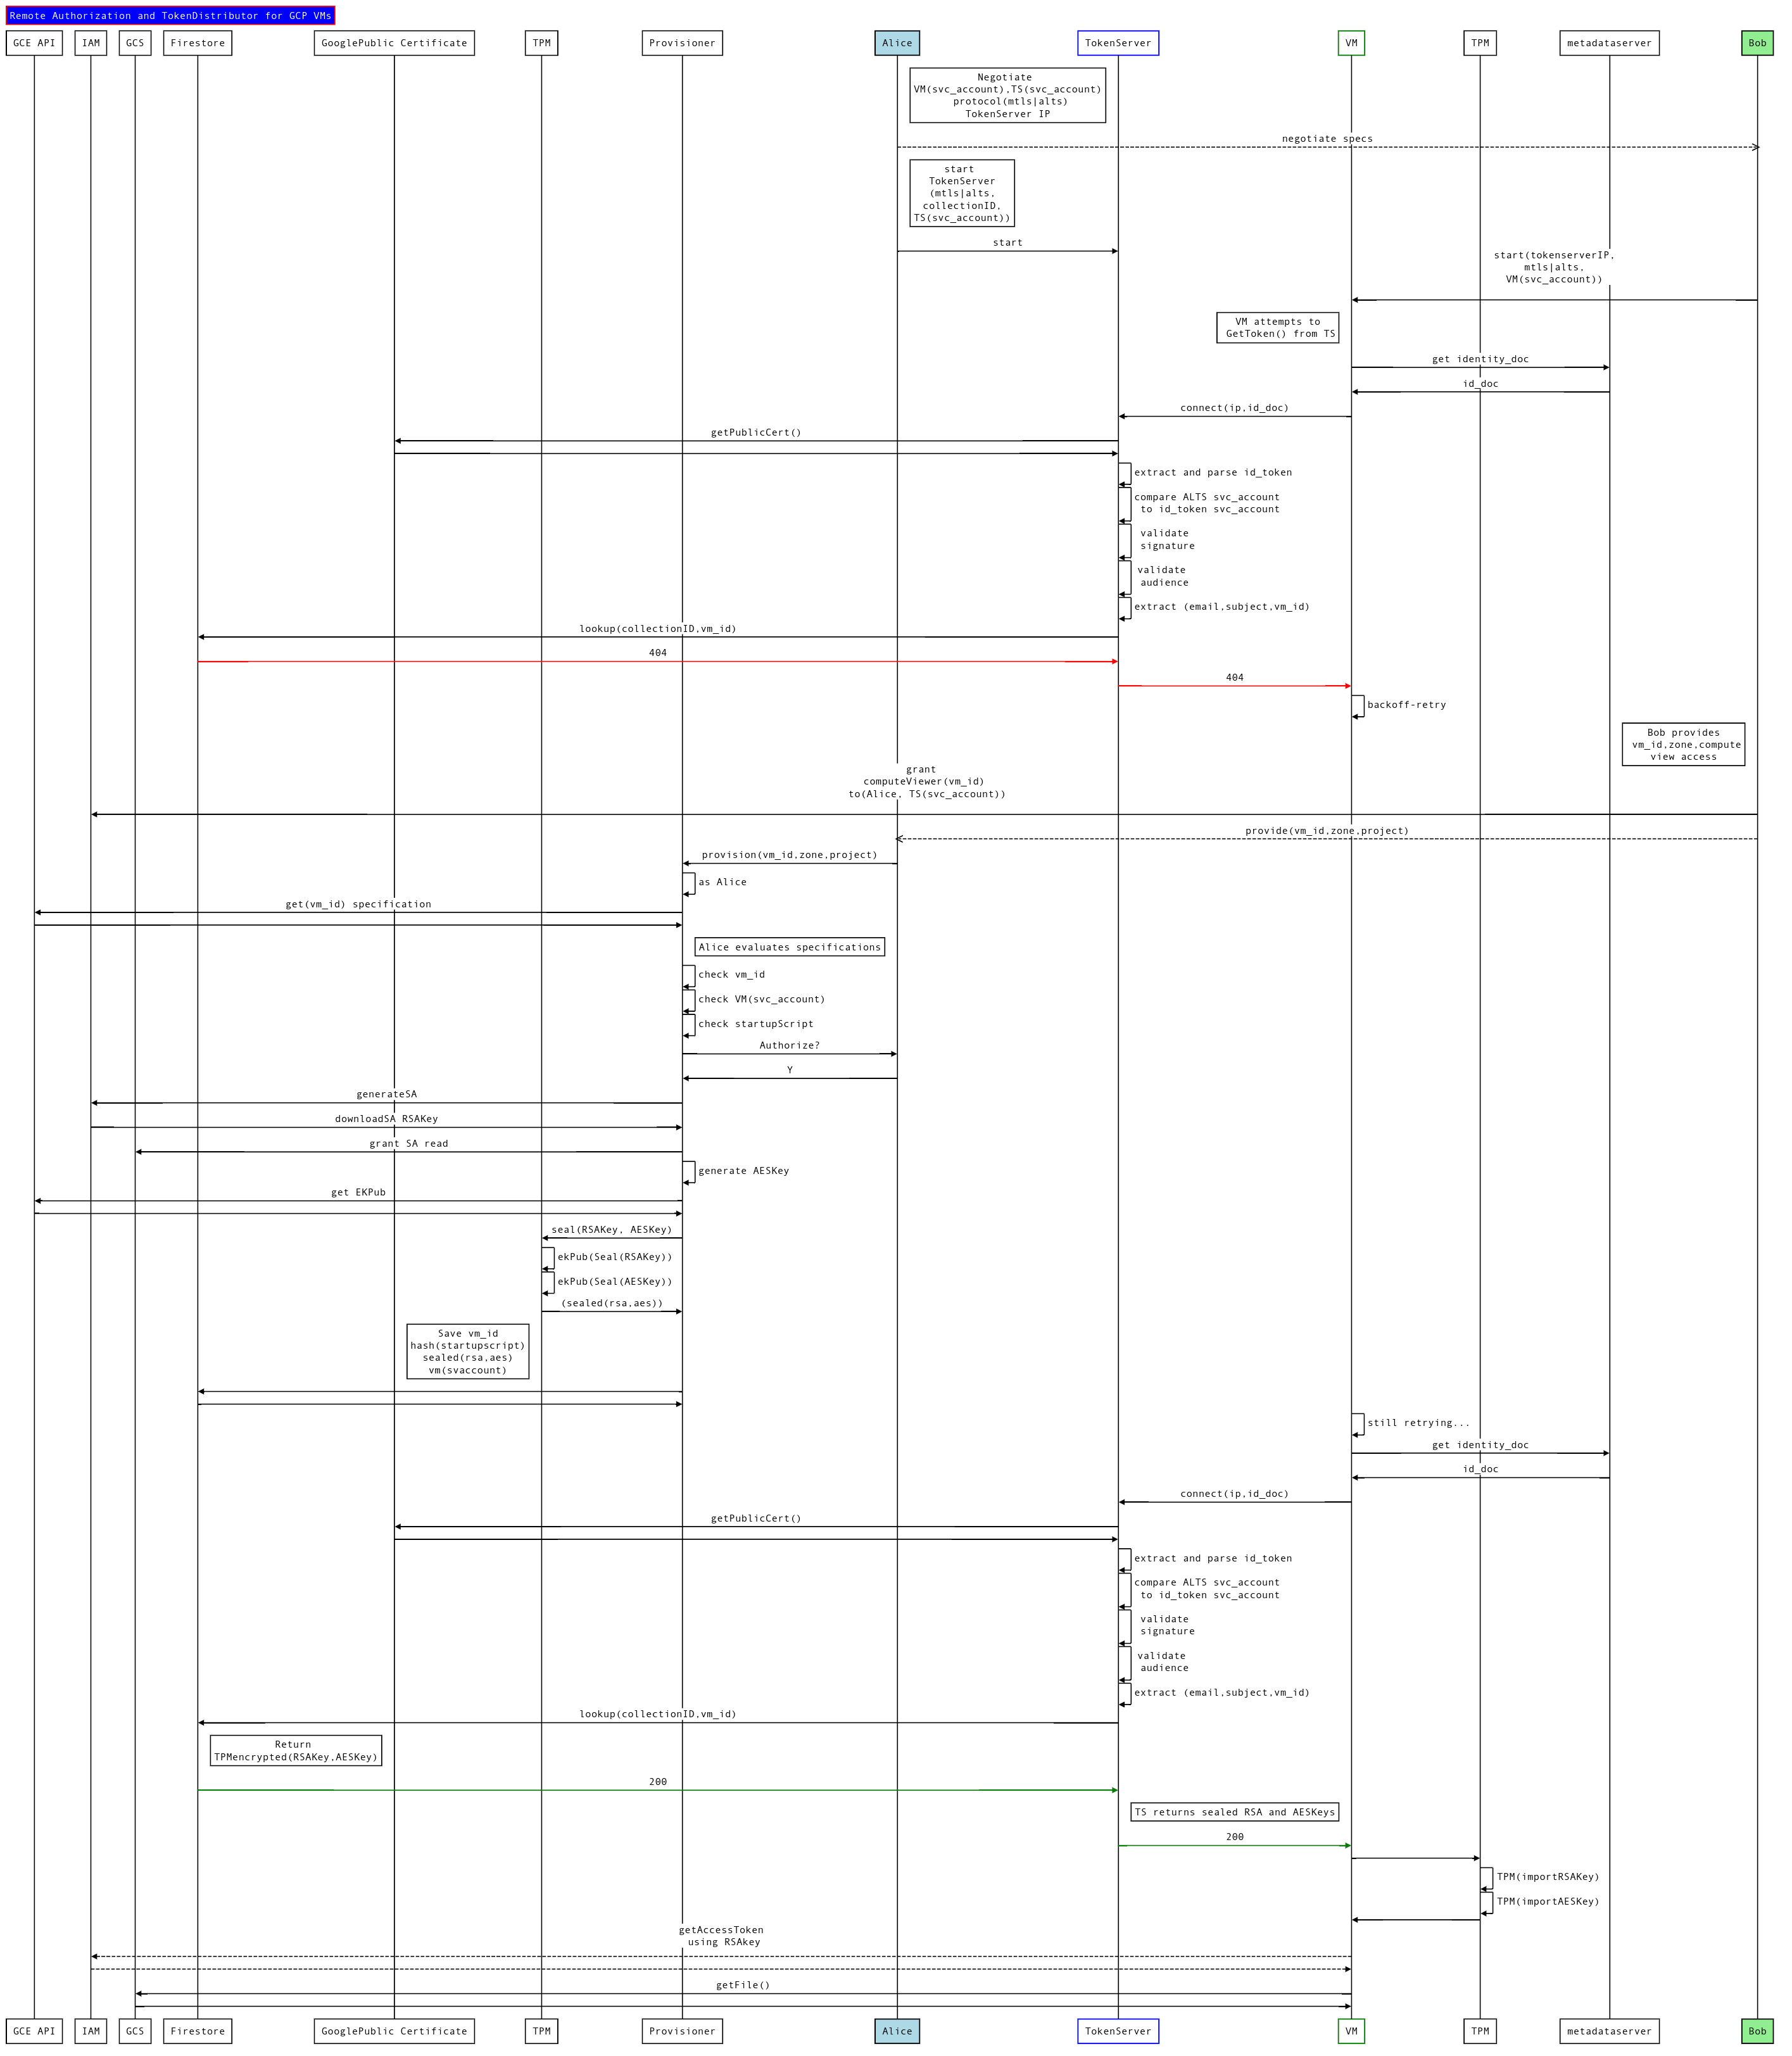 Remote Authorization and TokenDistributor for GCP VMs
GCE API
IAM
GCS
Firestore
GooglePublic Certificate
TPM
Provisioner
Alice
TokenServer
VM
TPM
metadataserver
Bob
Negotiate
VM(svc_account),TS(svc_account)
protocol(mtls|alts)
TokenServer IP
negotiate specs
start
TokenServer
(mtls|alts,
collectionID,
TS(svc_account))
start
start(tokenserverIP,
mtls|alts,
VM(svc_account))
VM attempts to
GetToken() from TS
get identity_doc
id_doc
connect(ip,id_doc)
getPublicCert()
extract and parse id_token
compare ALTS svc_account
to id_token svc_account
validate
signature
validate
audience
extract (email,subject,vm_id)
lookup(collectionID,vm_id)
404
404
backoff-retry
Bob provides
vm_id,zone,compute
view access
grant
computeViewer(vm_id)
to(Alice, TS(svc_account))
provide(vm_id,zone,project)
provision(vm_id,zone,project)
as Alice
get(vm_id) specification
Alice evaluates specifications
check vm_id
check VM(svc_account)
check startupScript
Authorize?
Y
generateSA
downloadSA RSAKey
grant SA read
generate AESKey
get EKPub
seal(RSAKey, AESKey)
ekPub(Seal(RSAKey))
ekPub(Seal(AESKey))
(sealed(rsa,aes))
Save vm_id
hash(startupscript)
sealed(rsa,aes)
vm(svaccount)
still retrying...
get identity_doc
id_doc
connect(ip,id_doc)
getPublicCert()
extract and parse id_token
compare ALTS svc_account
to id_token svc_account
validate
signature
validate
audience
extract (email,subject,vm_id)
lookup(collectionID,vm_id)
Return
TPMencrypted(RSAKey,AESKey)
200
TS returns sealed RSA and AESKeys
200
TPM(importRSAKey)
TPM(importAESKey)
getAccessToken
using RSAkey
getFile()
GCE API
IAM
GCS
Firestore
GooglePublic Certificate
TPM
Provisioner
Alice
TokenServer
VM
TPM
metadataserver
Bob